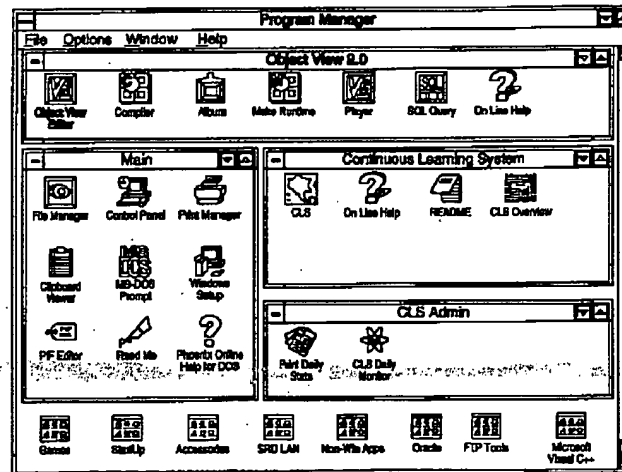 Program Manager
File Options Window Help
Object View 2.0
Object View Editor
Compiler
Album
Make Runtime
Player
SQL Query
On Line Help
Main
File Manager
Control Panel
Print Manager
Clipboard Viewer
MS-DOS Prompt
Windows Setup
PIF Editor
Read Me
Phoenix Online Help for DOS
Continuous Learning System
CLS
On Line Help
README
CLS Overview
CLS Admin
Print Daily Stats
CLS Daily Monitor
Games
StartUp
Accessories
SRD LAN
Non-Win Apps
Oracle
FTP Tools
Microsoft Visual C++